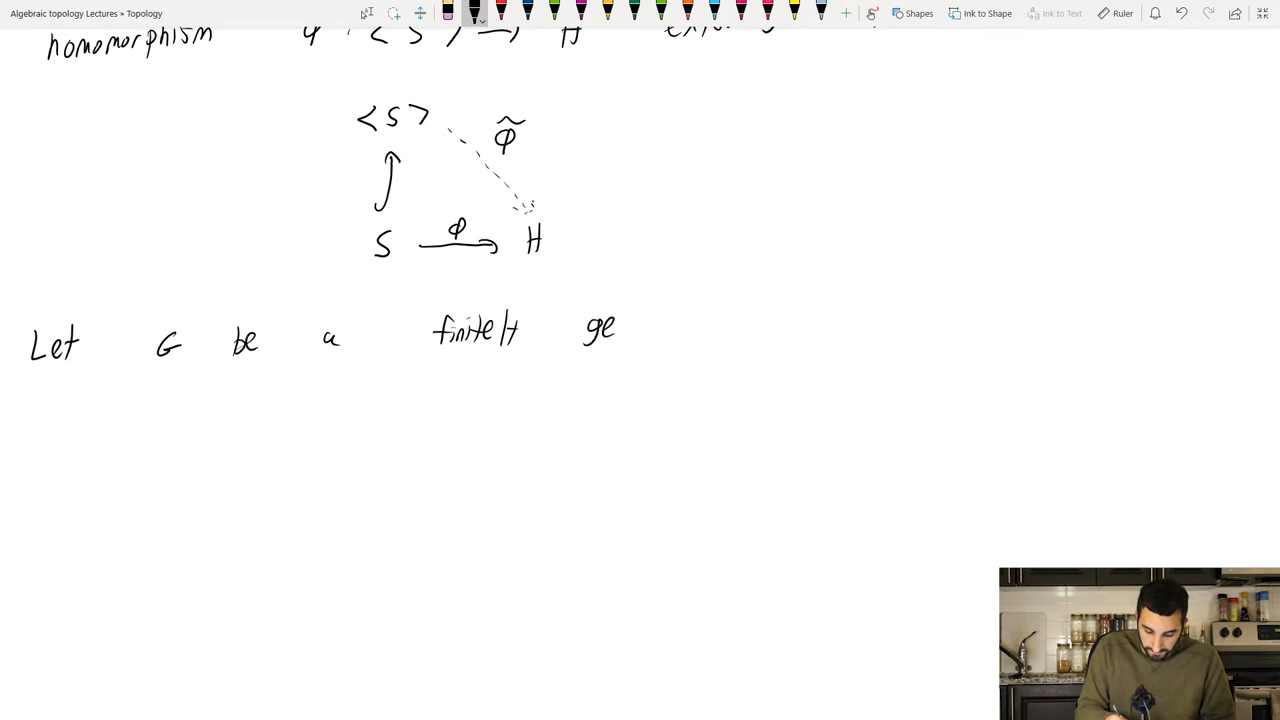 Algebraic topology Lectures – Topology
Shapes Ink to Shape Ink to Text Ruler
homomorphism < S > → H
< S > φ̃
S φ H
Let G be a finitely ge